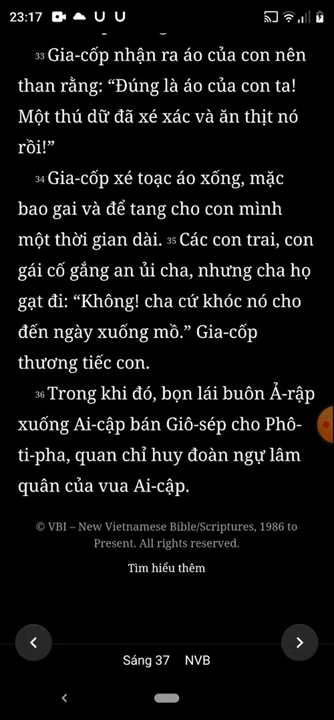 23:17
33 Gia-cốp nhận ra áo của con nên
than rằng: “Đúng là áo của con ta!
Một thú dữ đã xé xác và ăn thịt nó
rồi!”
34 Gia-cốp xé toạc áo xống, mặc
bao gai và để tang cho con mình
một thời gian dài. 35 Các con trai, con
gái cố gắng an ủi cha, nhưng cha họ
gạt đi: “Không! cha cứ khóc nó cho
đến ngày xuống mồ.” Gia-cốp
thương tiếc con.
36 Trong khi đó, bọn lái buôn Ả-rập
xuống Ai-cập bán Giô-sép cho Phô-
ti-pha, quan chỉ huy đoàn ngự lâm
quân của vua Ai-cập.
© VBI – New Vietnamese Bible/Scriptures, 1986 to
Present. All rights reserved.
Tìm hiểu thêm
Sáng 37 NVB